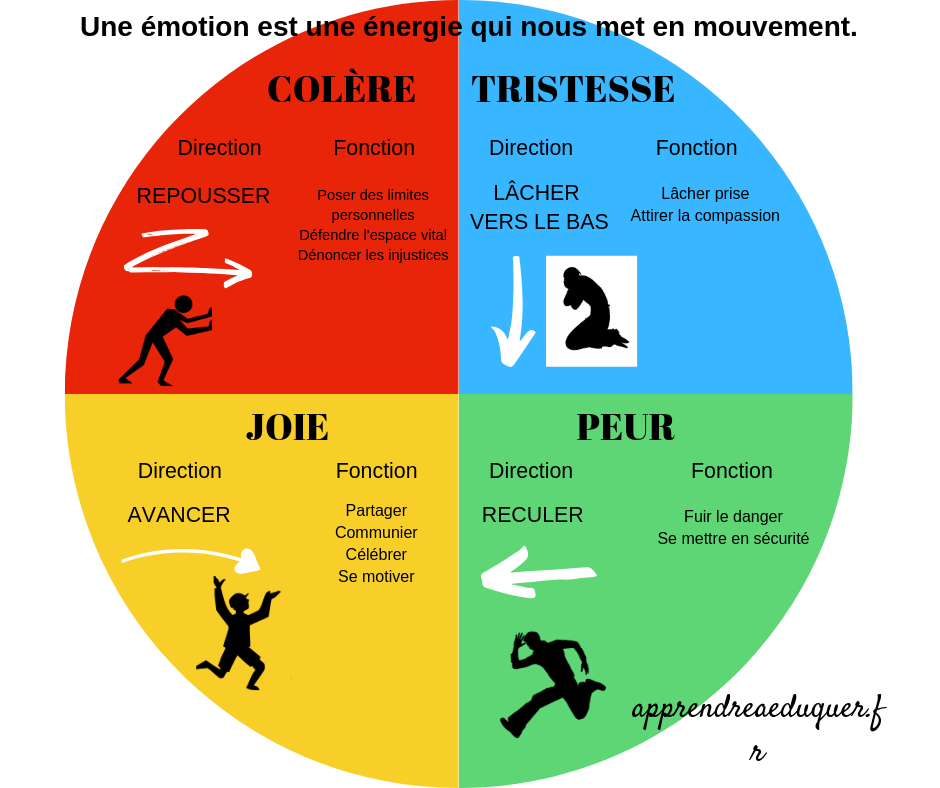 Une émotion est une énergie qui nous met en mouvement.
COLÈRE
Direction
Fonction
REPOUSSER
Poser des limites
personnelles
Défendre l'espace vital
Dénoncer les injustices
TRISTESSE
Direction
Fonction
LÂCHER
VERS LE BAS
Lâcher prise
Attirer la compassion
JOIE
Direction
Fonction
AVANCER
Partager
Communier
Célébrer
Se motiver
PEUR
Direction
Fonction
RECULER
Fuir le danger
Se mettre en sécurité
apprendreaeduquer.f
r